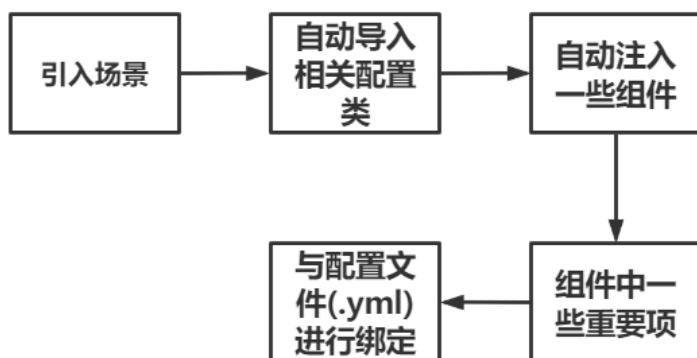 引入场景
自动导入
相关配置
类
自动注入
一些组件
组件中一
些重要项
与配置文
件(.yml)
进行绑定